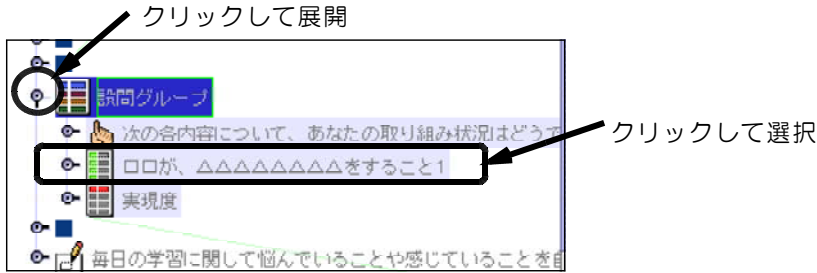 クリックして展開
設問グループ
次の各内容について、あなたの取り組み状況はどうで
クリックして選択
ロロが、△△△△△△△△をすること1
実現度
毎日の学習に関して悩んでいることや感じていることを自